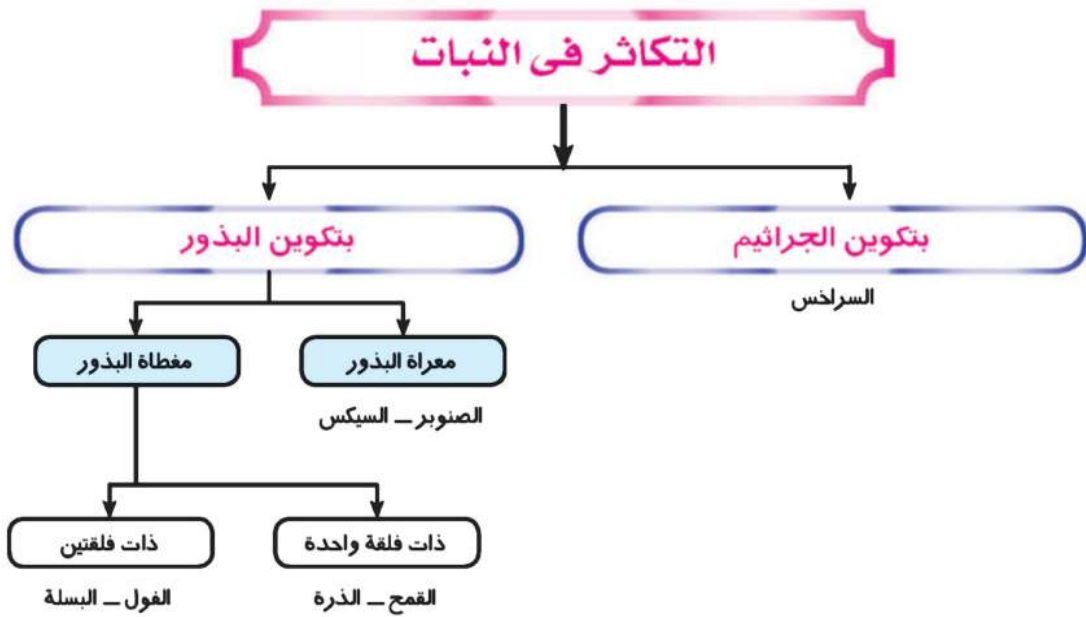 التكاثر فى النبات
بتكوين الجراثيم
بتكوين البذور
السراخس
معراة البذور
مغطاة البذور
الصنوبر – السيكس
ذات فلقة واحدة
ذات فلقتين
القمح – الذرة
الفول – البسلة